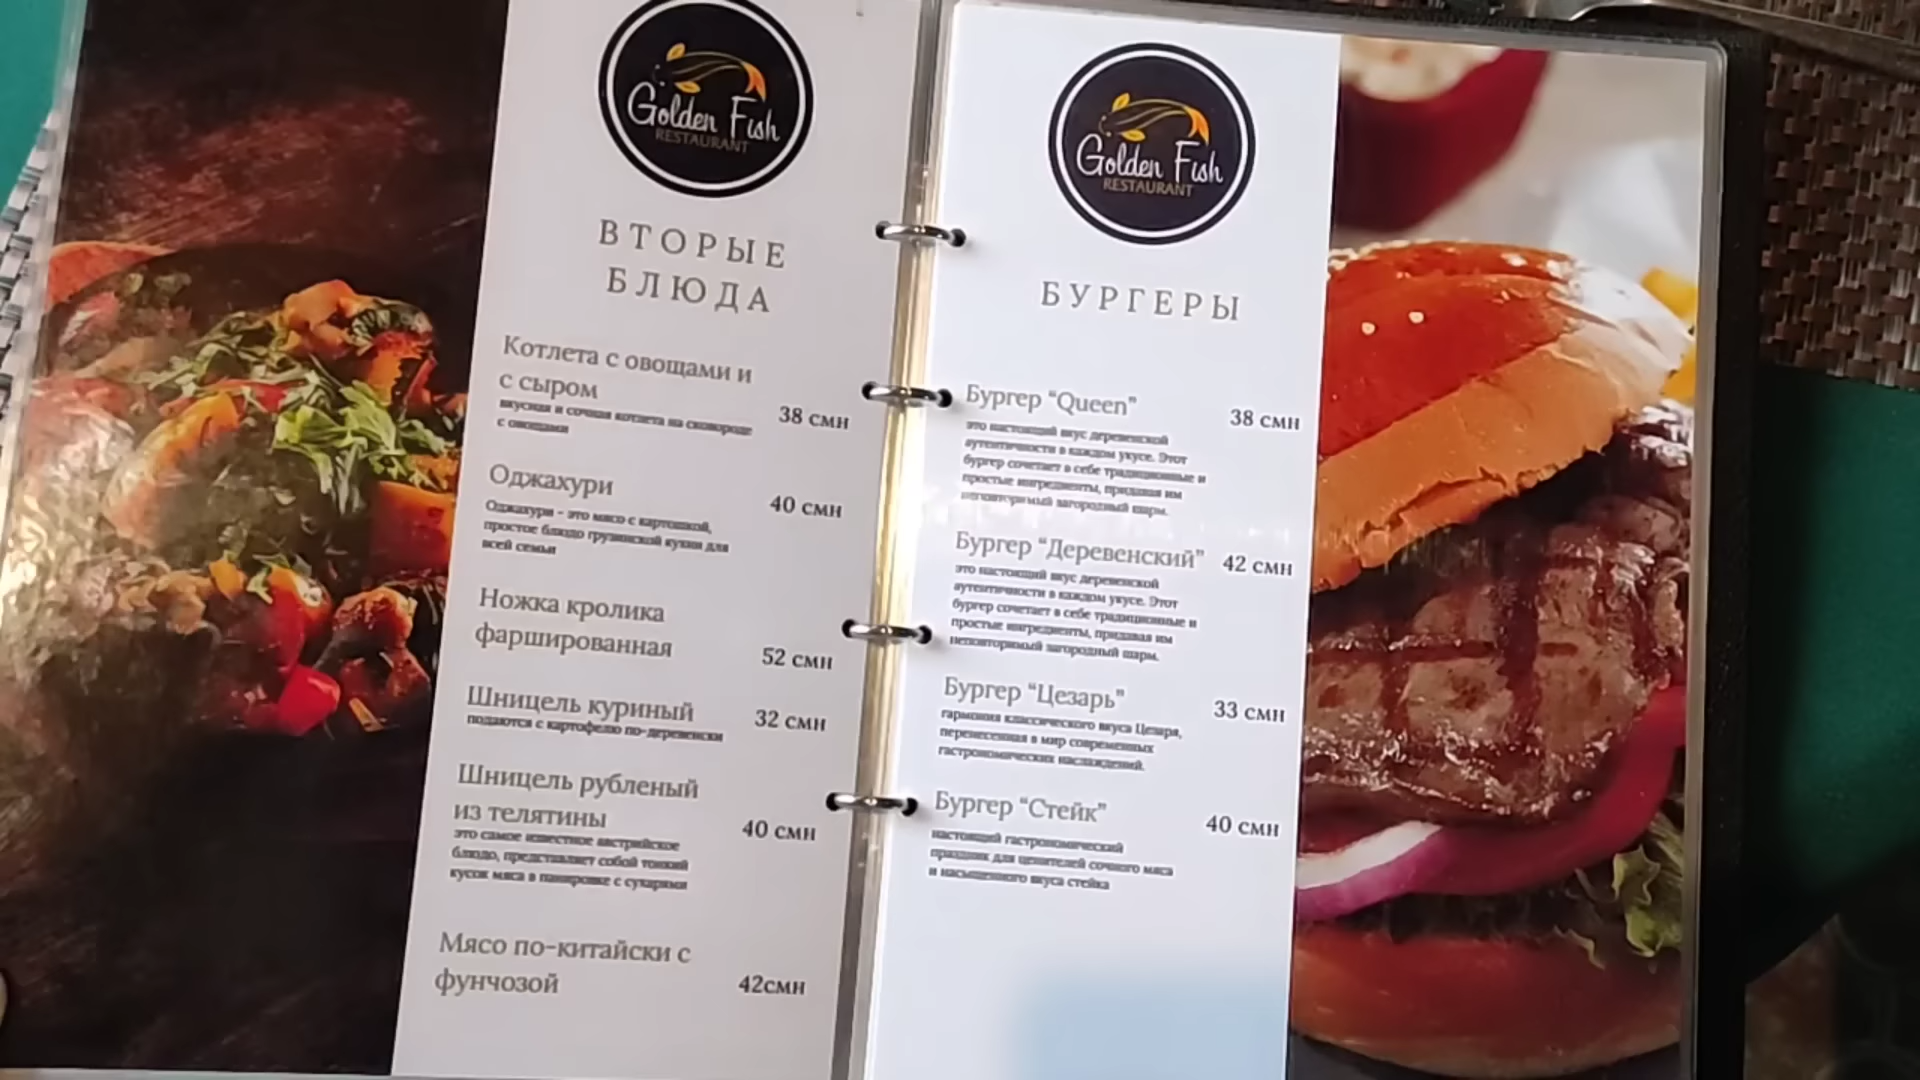 Golden Fish
RESTAURANT
ВТОРЫЕ
БЛЮДА
Котлета с овощами и
с сыром
38 смн
вкусная и сочная котлета на сковороде
с овощами
Оджахури
40 смн
Оджахури - это мясо с картошкой,
простое блюдо грузинской кухни для
всей семьи
Ножка кролика
фаршированная
52 смн
Шницель куриный
32 смн
подаются с картофелю по-деревенски
Шницель рубленый
из телятины
40 смн
это самое известное австрийское
блюдо, представляет собой тонкий
кусок мяса в панировке с сухарями
Мясо по-китайски с
фунчозой
42смн
Golden Fish
RESTAURANT
БУРГЕРЫ
Бургер “Queen”
38 смн
это настоящий вкус деревенской
аутентичности в каждом укусе. Этот
бургер сочетает в себе традиционные и
простые ингредиенты, придавая им
неповторимый загородный шарм.
Бургер “Деревенский”
42 смн
это настоящий вкус деревенской
аутентичности в каждом укусе. Этот
бургер сочетает в себе традиционные и
простые ингредиенты, придавая им
неповторимый загородный шарм.
Бургер “Цезарь”
33 смн
гармония классического вкуса Цезаря,
перенесенная в мир современных
гастрономических наслаждений.
Бургер “Стейк”
40 смн
настоящий гастрономический
праздник для ценителей сочного мяса
и насыщенного вкуса стейка